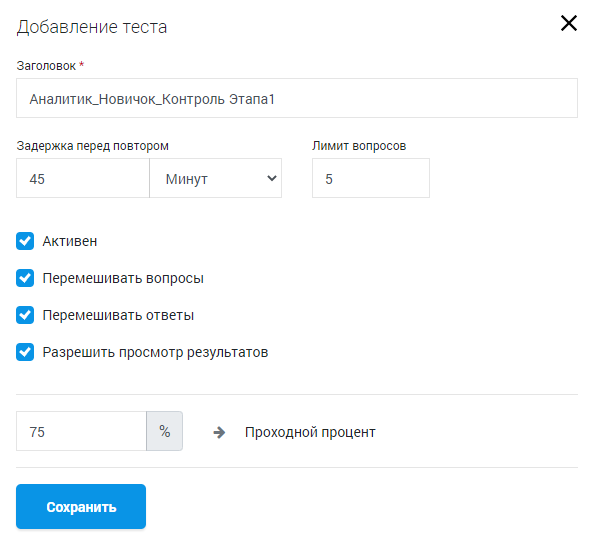 Добавление теста
Заголовок *
Аналитик_Новичок_Контроль Этапа1
Задержка перед повтором Лимит вопросов
45 Минут 5
Активен
Перемешивать вопросы
Перемешивать ответы
Разрешить просмотр результатов
75 % Проходной процент
Сохранить